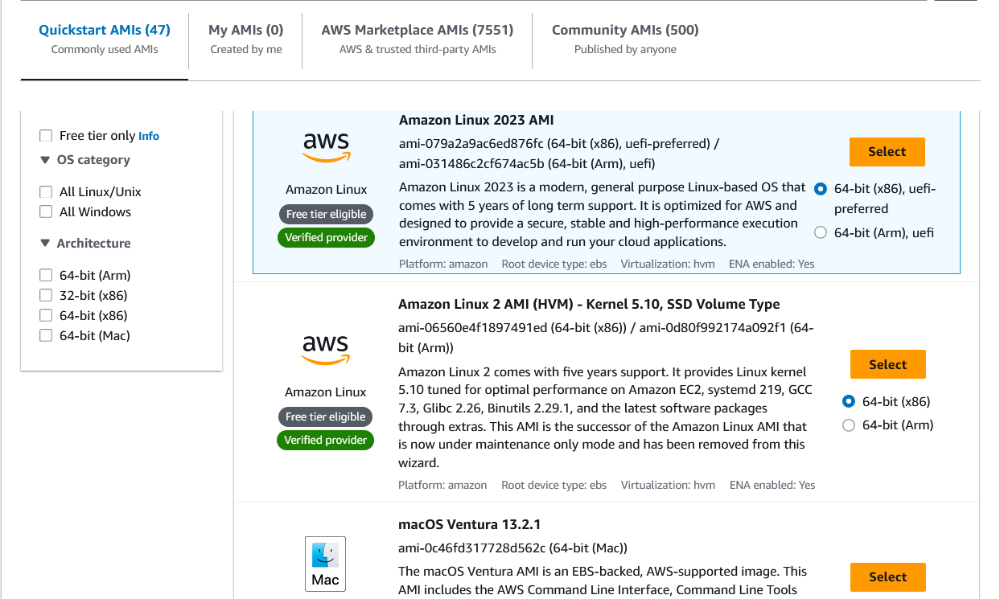 Quickstart AMIs (47)
Commonly used AMIs
My AMIs (0)
Created by me
AWS Marketplace AMIs (7551)
AWS & trusted third-party AMIs
Community AMIs (500)
Published by anyone
Free tier only Info
OS category
All Linux/Unix
All Windows
Architecture
64-bit (Arm)
32-bit (x86)
64-bit (x86)
64-bit (Mac)
aws
Amazon Linux
Free tier eligible
Verified provider
Amazon Linux 2023 AMI
ami-079a2a9ac6ed876fc (64-bit (x86), uefi-preferred) /
ami-031486c2cf674ac5b (64-bit (Arm), uefi)
Amazon Linux 2023 is a modern, general purpose Linux-based OS that
comes with 5 years of long term support. It is optimized for AWS and
designed to provide a secure, stable and high-performance execution
environment to develop and run your cloud applications.
Platform: amazon Root device type: ebs Virtualization: hvm ENA enabled: Yes
Select
64-bit (x86), uefi-
preferred
64-bit (Arm), uefi
aws
Amazon Linux
Free tier eligible
Verified provider
Amazon Linux 2 AMI (HVM) - Kernel 5.10, SSD Volume Type
ami-06560e4f1897491ed (64-bit (x86)) / ami-0d80f992174a092f1 (64-
bit (Arm))
Amazon Linux 2 comes with five years support. It provides Linux kernel
5.10 tuned for optimal performance on Amazon EC2, systemd 219, GCC
7.3, Glibc 2.26, Binutils 2.29.1, and the latest software packages
through extras. This AMI is the successor of the Amazon Linux AMI that
is now under maintenance only mode and has been removed from this
wizard.
Platform: amazon Root device type: ebs Virtualization: hvm ENA enabled: Yes
Select
64-bit (x86)
64-bit (Arm)
Mac
macOS Ventura 13.2.1
ami-0c46fd317728d562c (64-bit (Mac))
The macOS Ventura AMI is an EBS-backed, AWS-supported image. This
AMI includes the AWS Command Line Interface, Command Line Tools
Select